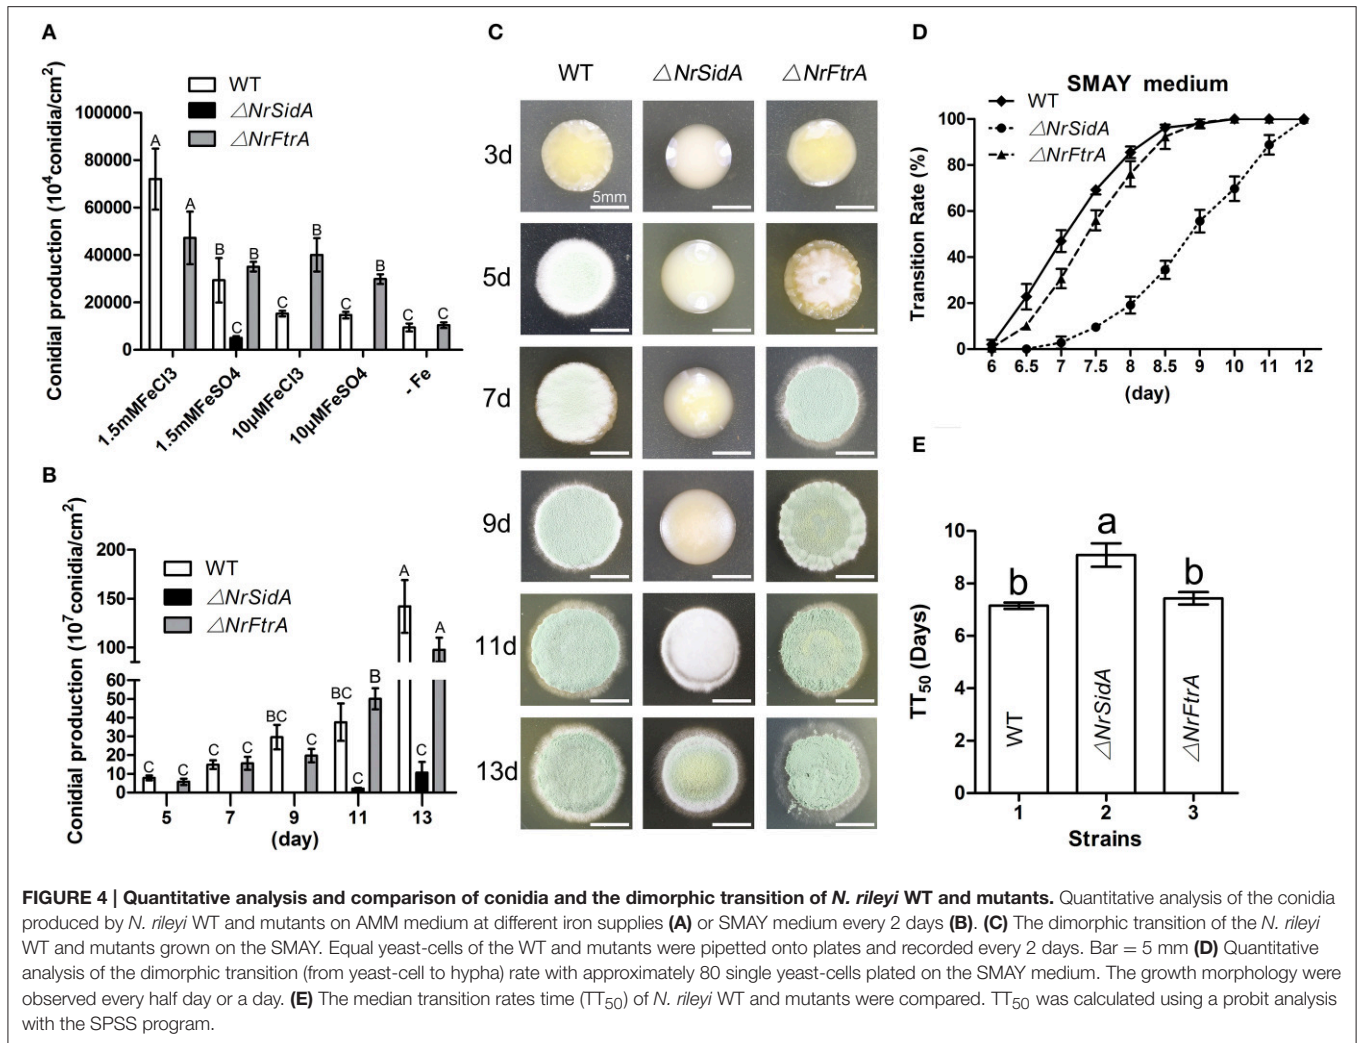 A
WT
△NrSidA
△NrFtrA
Conidial production (10⁴conidia/cm²)
100000
80000
60000
40000
20000
0
A
A
B
C
B
C
B
C
B
C
C
1.5mMFeCl3
1.5mMFeSO4
10μMFeCl3
10μMFeSO4
- Fe
B
WT
△NrSidA
△NrFtrA
Conidial production (10⁷conidia/cm²)
200
150
100
60
50
40
30
20
10
0
C
C
C
C
BC
C
BC
C
B
A
C
A
5
7
9
11
13
(day)
C
WT
△NrSidA
△NrFtrA
3d
5mm
5d
7d
9d
11d
13d
D
SMAY medium
WT
△NrSidA
△NrFtrA
Transition Rate (%)
100
80
60
40
20
0
6
6.5
7
7.5
8
8.5
9
10
11
12
(day)
E
TT₅₀ (Days)
10
8
6
4
2
0
b
a
b
WT
△NrSidA
△NrFtrA
1
2
3
Strains
FIGURE 4 | Quantitative analysis and comparison of conidia and the dimorphic transition of N. rileyi WT and mutants. Quantitative analysis of the conidia
produced by N. rileyi WT and mutants on AMM medium at different iron supplies (A) or SMAY medium every 2 days (B). (C) The dimorphic transition of the N. rileyi
WT and mutants grown on the SMAY. Equal yeast-cells of the WT and mutants were pipetted onto plates and recorded every 2 days. Bar = 5 mm (D) Quantitative
analysis of the dimorphic transition (from yeast-cell to hypha) rate with approximately 80 single yeast-cells plated on the SMAY medium. The growth morphology were
observed every half day or a day. (E) The median transition rates time (TT₅₀) of N. rileyi WT and mutants were compared. TT₅₀ was calculated using a probit analysis
with the SPSS program.